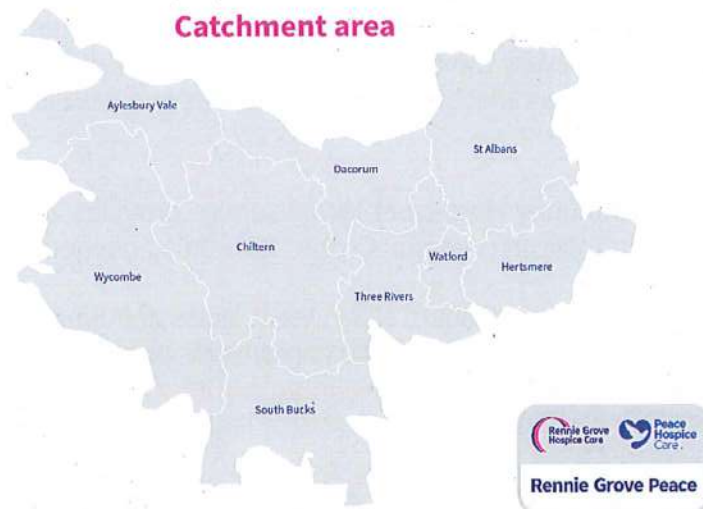 Catchment area
Aylesbury Vale
Dacorum
St Albans
Chiltern
Watford
Hertsmere
Wycombe
Three Rivers
South Bucks
Rennie Grove
Hospice Care
Peace
Hospice
Care.
Rennie Grove Peace